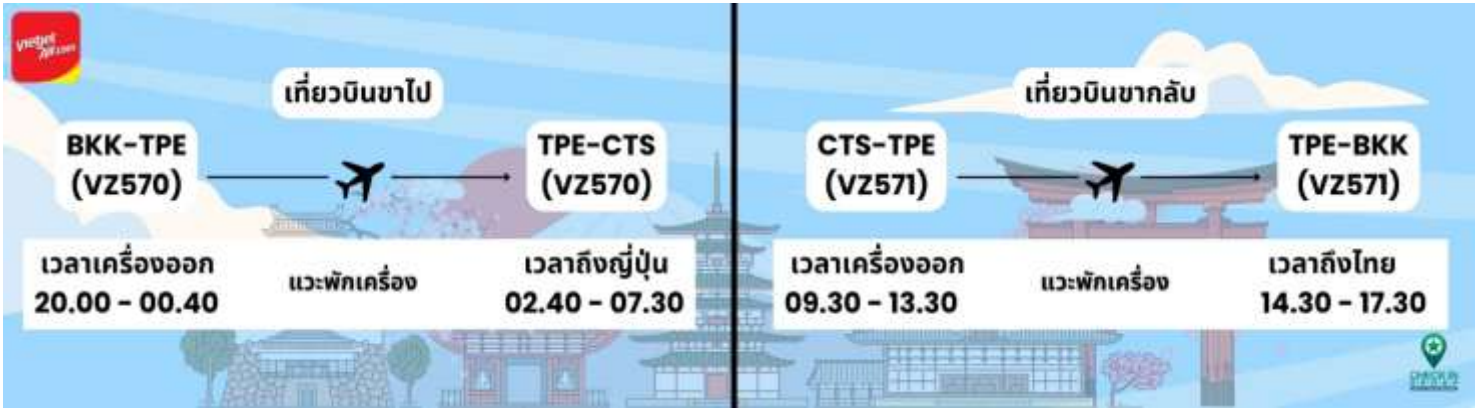 vietjet
Air.com
เที่ยวบินขาไป
BKK-TPE
(VZ570)
TPE-CTS
(VZ570)
เวลาเครื่องออก
20.00 - 00.40
แวะพักเครื่อง
เวลาถึงญี่ปุ่น
02.40 - 07.30
เที่ยวบินขากลับ
CTS-TPE
(VZ571)
TPE-BKK
(VZ571)
เวลาเครื่องออก
09.30 - 13.30
แวะพักเครื่อง
เวลาถึงไทย
14.30 - 17.30
CHECK IN